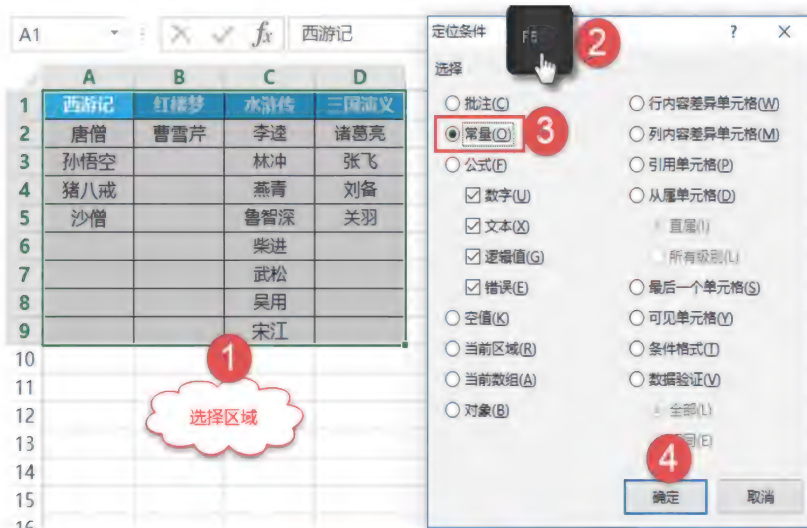 A1 fx 西游记
A B C D
1 西游记 红楼梦 水浒传 三国演义
2 唐僧 曹雪芹 李逵 诸葛亮
3 孙悟空 林冲 张飞
4 猪八戒 燕青 刘备
5 沙僧 鲁智深 关羽
6 柴进
7 武松
8 吴用
9 宋江
10
11
12
13
14
15
16
1
选择区域
定位条件 ? X
F5
2
选择
批注(C) 行内容差异单元格(W)
常量(O) 3 列内容差异单元格(M)
公式(F) 引用单元格(P)
数字(U) 从属单元格(D)
文本(X) 直属(I)
逻辑值(G) 所有级别(L)
错误(E) 最后一个单元格(S)
空值(K) 可见单元格(Y)
当前区域(R) 条件格式(T)
当前数组(A) 数据验证(V)
对象(B) 全部(L)
同(E)
4
确定 取消